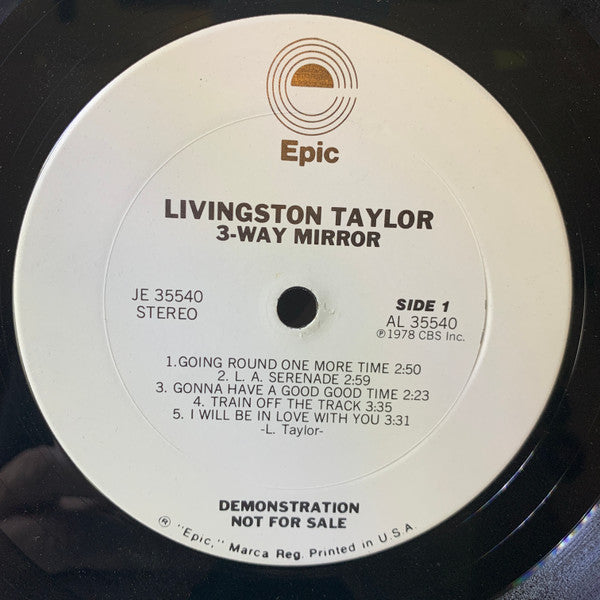 Epic
LIVINGSTON TAYLOR
3-WAY MIRROR
JE 35540
STEREO
SIDE 1
AL 35540
℗1978 CBS Inc.
1.GOING ROUND ONE MORE TIME 2:50
2. L. A. SERENADE 2:59
3. GONNA HAVE A GOOD GOOD TIME 2:23
4. TRAIN OFF THE TRACK 3:35
5. I WILL BE IN LOVE WITH YOU 3:31
-L. Taylor-
DEMONSTRATION
NOT FOR SALE
® "Epic," Marca Reg. Printed in U.S.A.